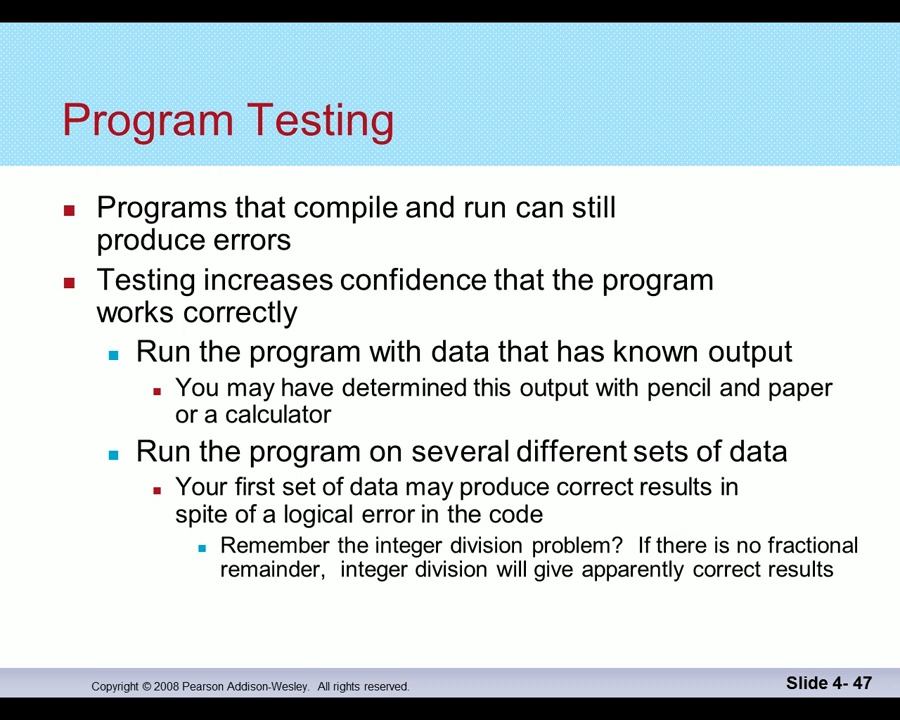 Program Testing
Programs that compile and run can still
produce errors
Testing increases confidence that the program
works correctly
Run the program with data that has known output
You may have determined this output with pencil and paper
or a calculator
Run the program on several different sets of data
Your first set of data may produce correct results in
spite of a logical error in the code
Remember the integer division problem?  If there is no fractional
remainder,  integer division will give apparently correct results
Copyright © 2008 Pearson Addison-Wesley.  All rights reserved.
Slide 4- 47